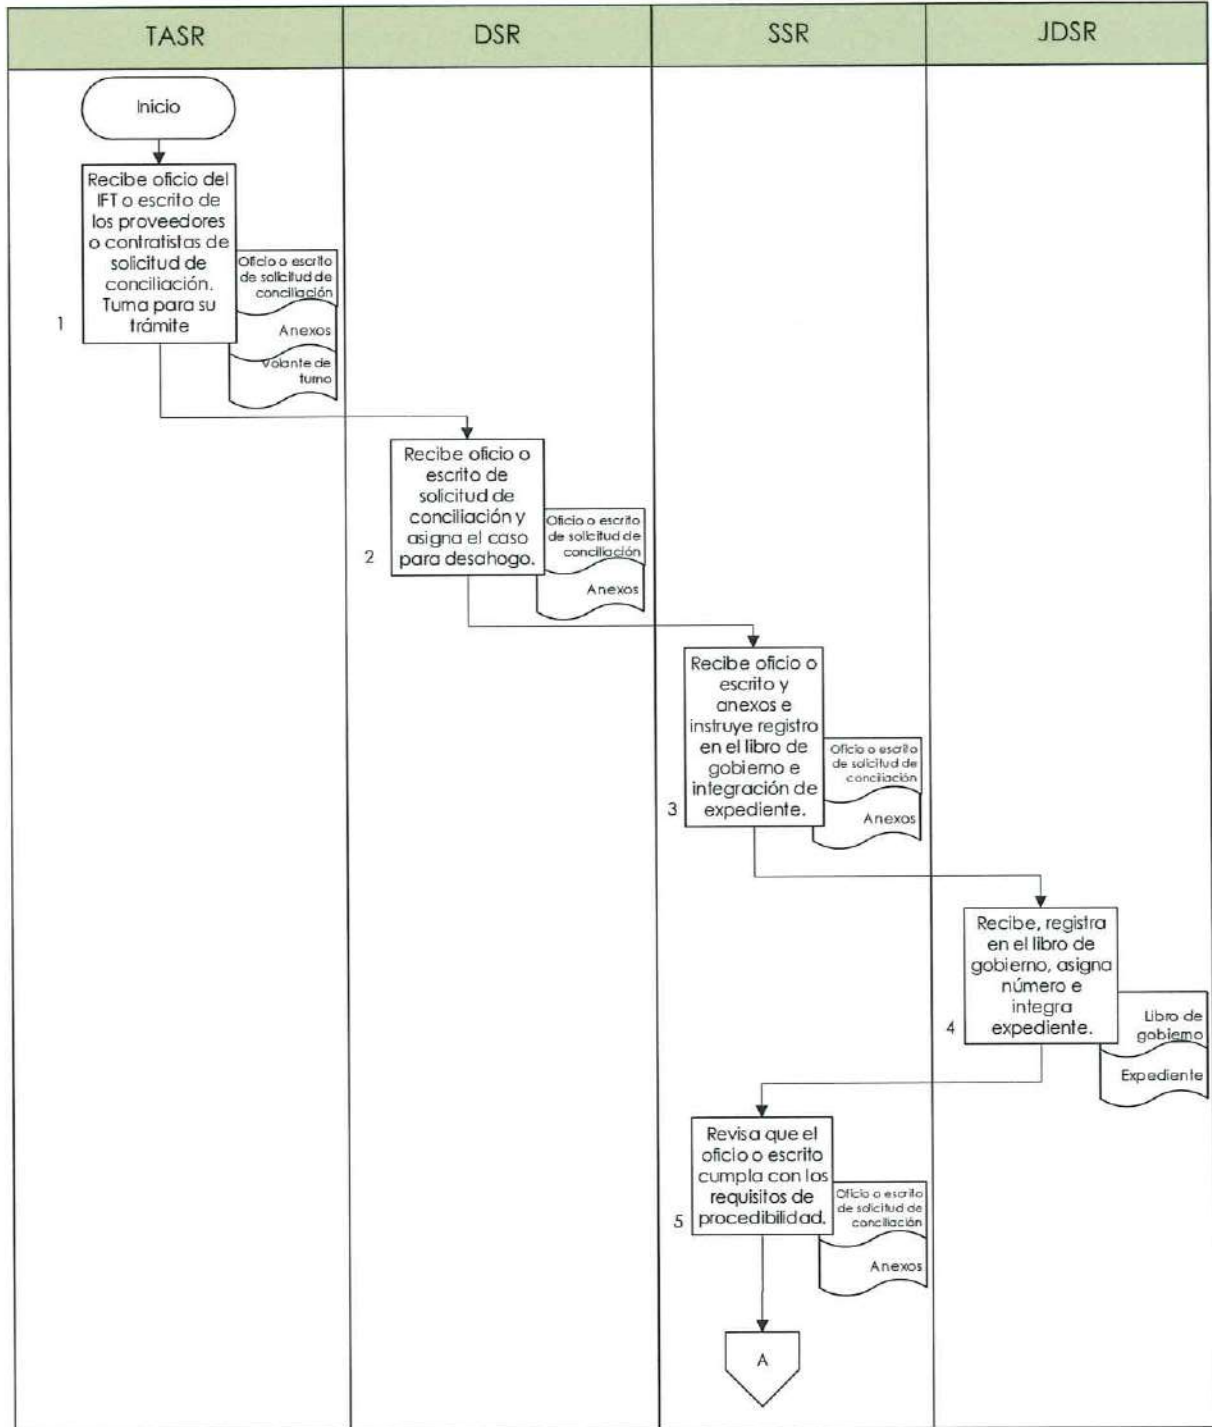 TASR
DSR
SSR
JDSR
Inicio
Recibe oficio del
IFT o escrito de
los proveedores
o contratistas de
solicitud de
conciliación.
Turna para su
trámite
1
Oficio o escrito
de solicitud de
conciliación
Anexos
Volante de
turno
Recibe oficio o
escrito de
solicitud de
conciliación y
asigna el caso
para desahogo.
2
Oficio o escrito
de solicitud de
conciliación
Anexos
Recibe oficio o
escrito y
anexos e
instruye registro
en el libro de
gobierno e
integración de
expediente.
3
Oficio o escrito
de solicitud de
conciliación
Anexos
Recibe, registra
en el libro de
gobierno, asigna
número e
integra
expediente.
4
Libro de
gobierno
Expediente
Revisa que el
oficio o escrito
cumpla con los
requisitos de
procedibilidad.
5
Oficio o escrito
de solicitud de
conciliación
Anexos
A